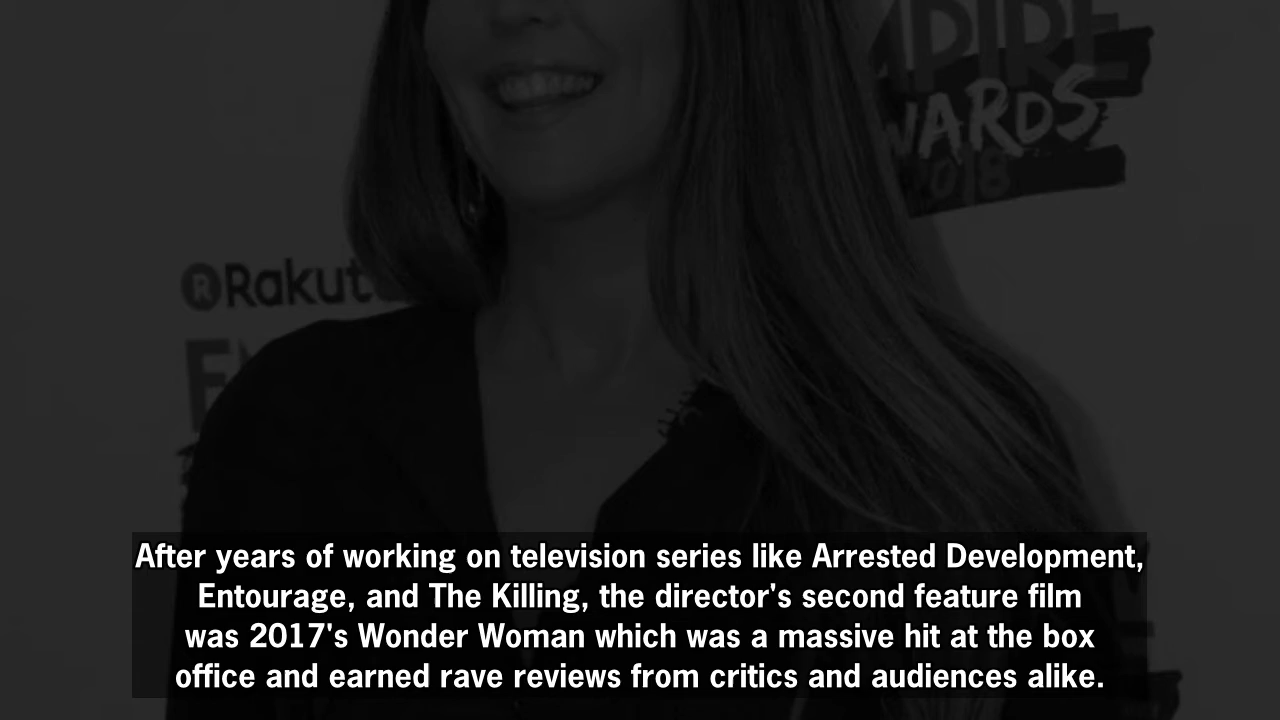 MPIRE
WARDS
2018
Rakut
E
After years of working on television series like Arrested Development,
Entourage, and The Killing, the director's second feature film
was 2017's Wonder Woman which was a massive hit at the box
office and earned rave reviews from critics and audiences alike.